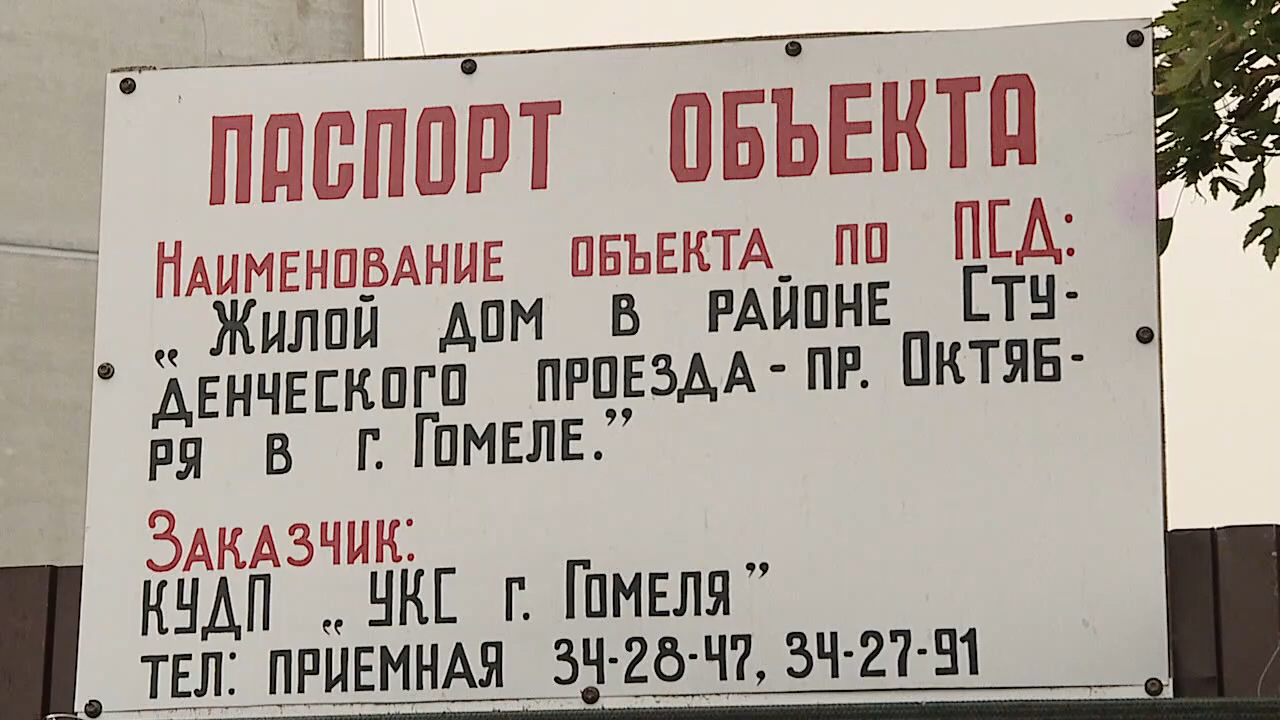 ПАСПОРТ ОБЪЕКТА
Наименование объекта по ПСД:
„Жилой дом в районе Сту-
денческого проезда - пр. Октяб-
ря в г. Гомеле.”
Заказчик:
КУДП „УКС г. Гомеля”
тел: приемная 34-28-47, 34-27-91